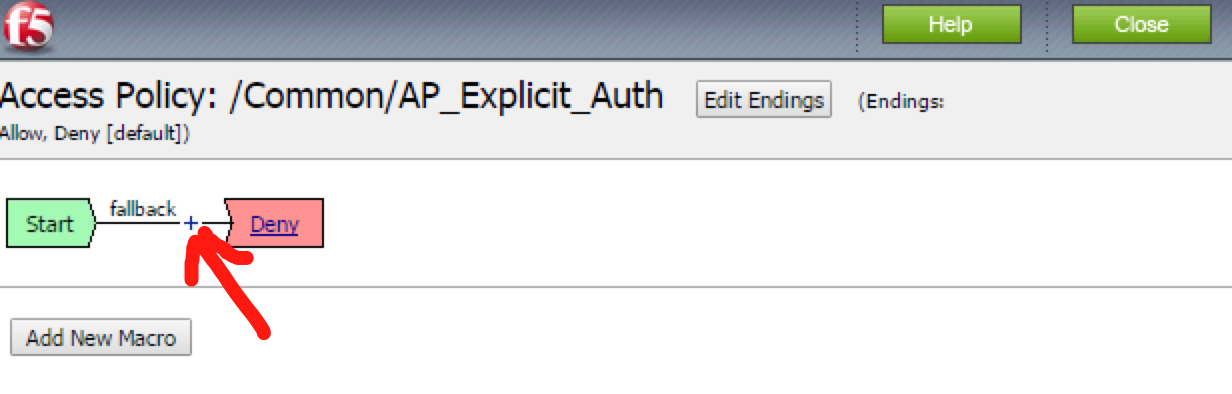 f5
Help
Close
Access Policy: /Common/AP_Explicit_Auth
Edit Endings
(Endings:
Allow, Deny [default])
Start
fallback
+
Deny
Add New Macro